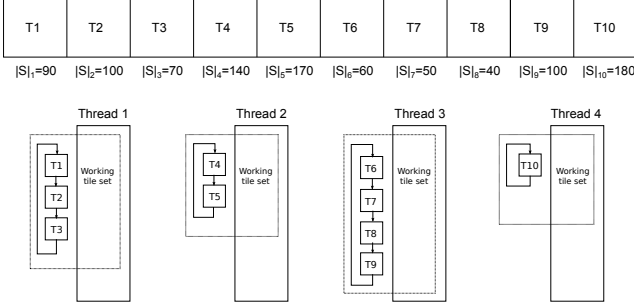 T1 T2 T3 T4 T5 T6 T7 T8 T9 T10
|S|₁=90 |S|₂=100 |S|₃=70 |S|₄=140 |S|₅=170 |S|₆=60 |S|₇=50 |S|₈=40 |S|₉=100 |S|₁₀=180
Thread 1
T1
T2
T3
Working
tile set
Thread 2
T4
T5
Working
tile set
Thread 3
T6
T7
T8
T9
Working
tile set
Thread 4
T10
Working
tile set